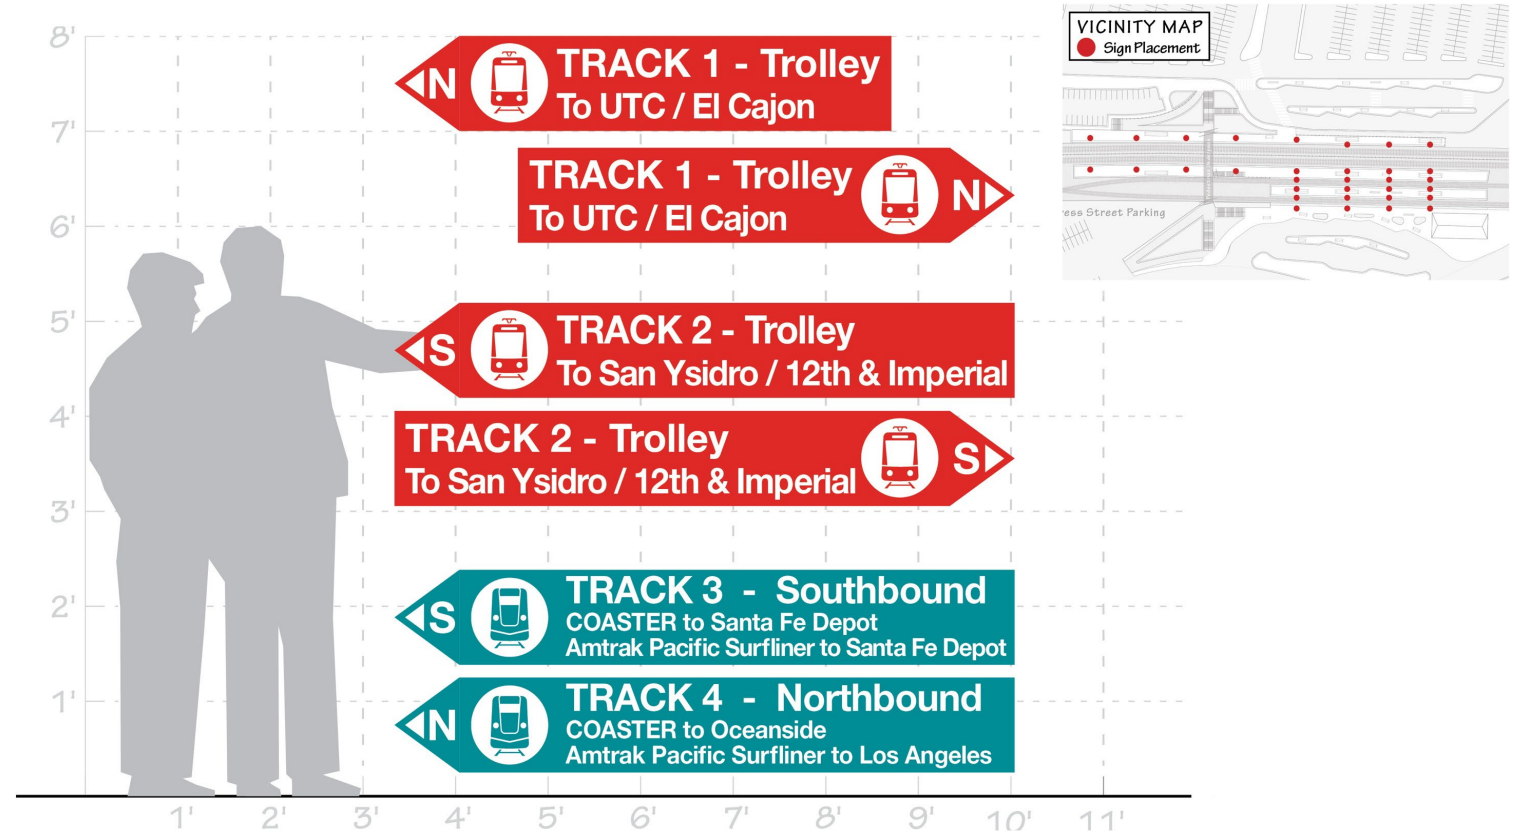 8'
7'
6'
5'
4'
3'
2'
1'
N
TRACK 1 - Trolley
To UTC / El Cajon
TRACK 1 - Trolley
To UTC / El Cajon
N
S
TRACK 2 - Trolley
To San Ysidro / 12th & Imperial
TRACK 2 - Trolley
To San Ysidro / 12th & Imperial
S
S
TRACK 3 - Southbound
COASTER to Santa Fe Depot
Amtrak Pacific Surfliner to Santa Fe Depot
N
TRACK 4 - Northbound
COASTER to Oceanside
Amtrak Pacific Surfliner to Los Angeles
1' 2' 3' 4' 5' 6' 7' 8' 9' 10' 11'
VICINITY MAP
Sign Placement
ress Street Parking